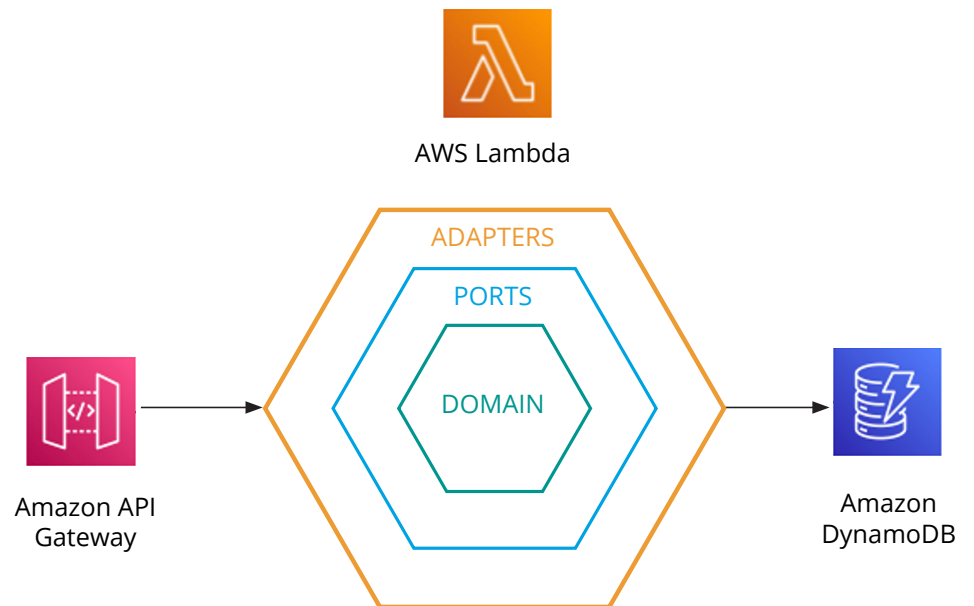 AWS Lambda
ADAPTERS
PORTS
DOMAIN
</>
Amazon API
Gateway
Amazon
DynamoDB